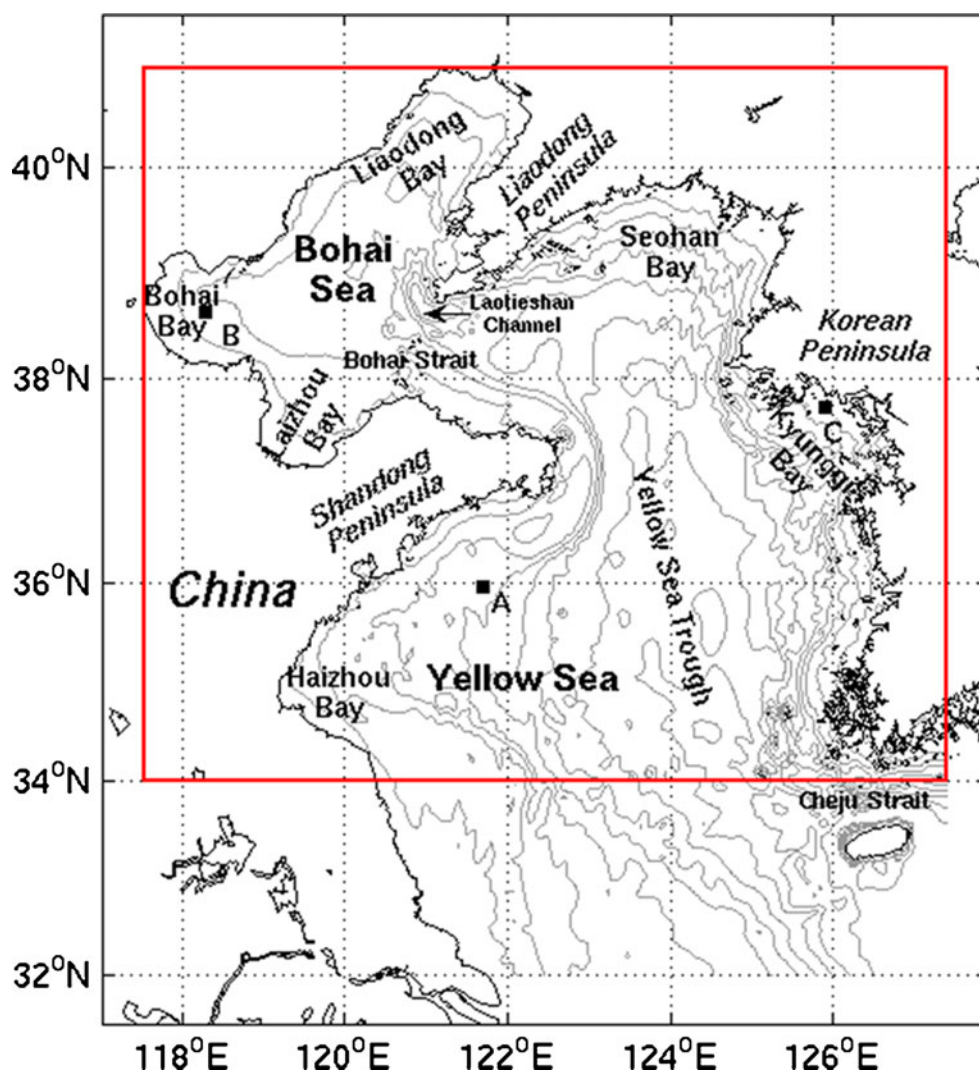 40°N
38°N
36°N
34°N
32°N
118°E
120°E
122°E
124°E
126°E
Liaodong
Bay
Liaodong
Peninsula
Bohai
Sea
Seohan
Bay
Bohai
Bay
B
Laotieshan
Channel
Bohai Strait
Korean
Peninsula
aizhou
Bay
C
Kyunggi
Bay
Shandong
Peninsula
Yellow Sea Trough
China
A
Haizhou
Bay
Yellow Sea
Cheju Strait